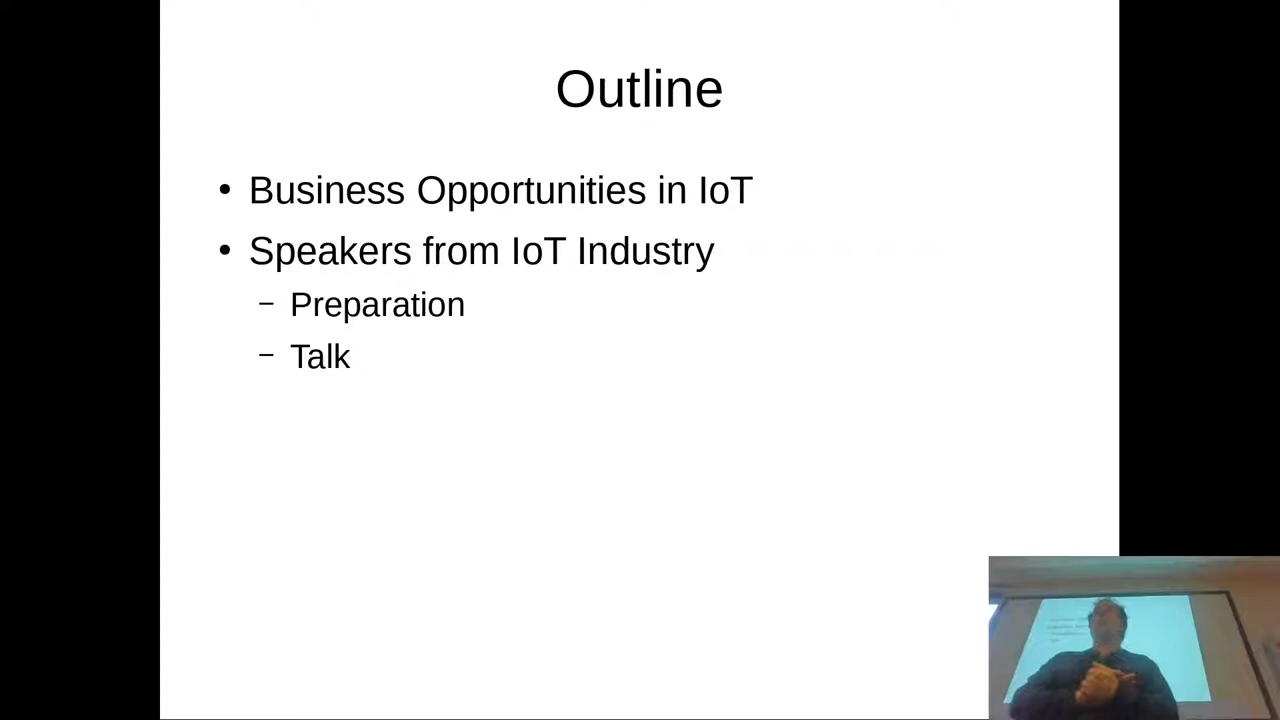 Outline
• Business Opportunities in IoT
• Speakers from IoT Industry
– Preparation
– Talk